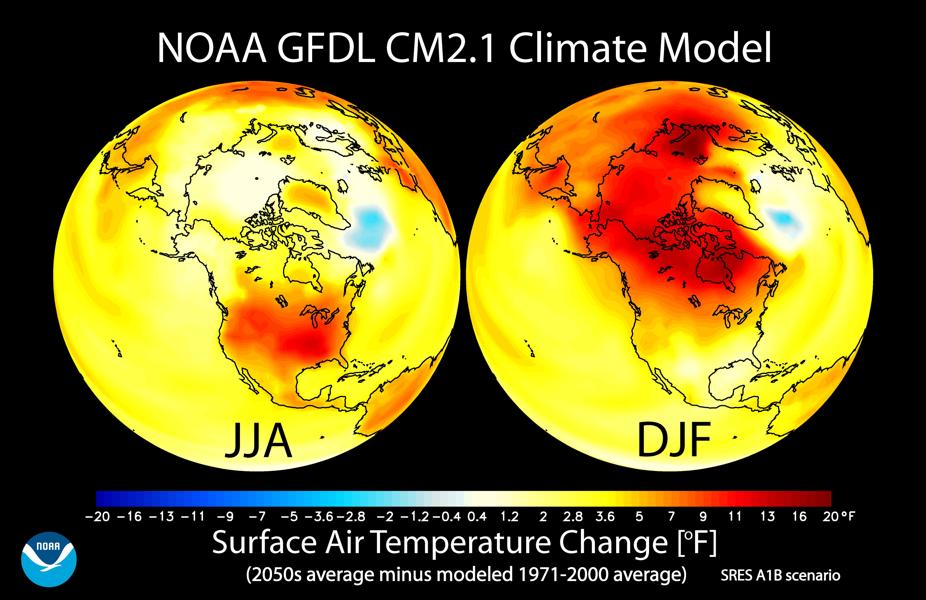 NOAA GFDL CM2.1 Climate Model
JJA
DJF
−20 −16 −13 −11 −9 −7 −5 −3.6 −2.8 −2 −1.2 −0.4 0.4 1.2 2 2.8 3.6 5 7 9 11 13 16 20 °F
NOAA
Surface Air Temperature Change [°F]
(2050s average minus modeled 1971-2000 average)
SRES A1B scenario